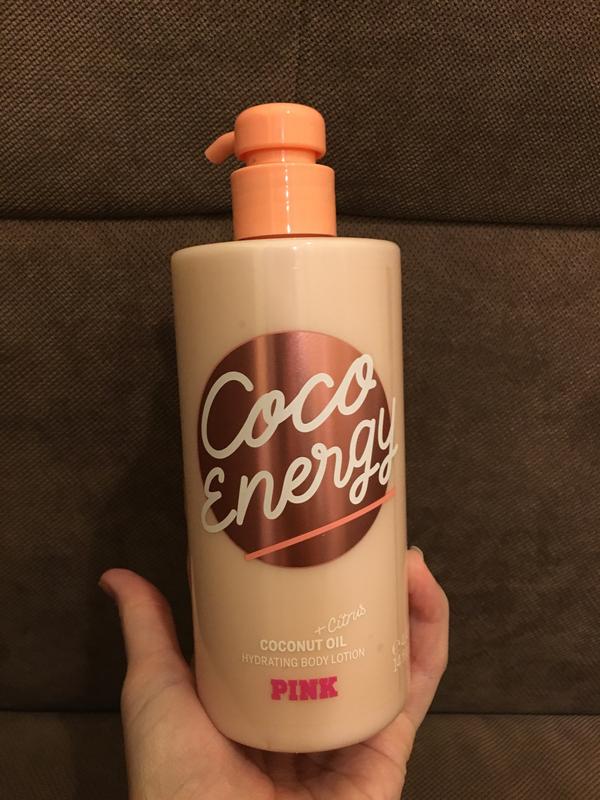 Coco
Energy
+ Citrus
COCONUT OIL
HYDRATING BODY LOTION
PINK